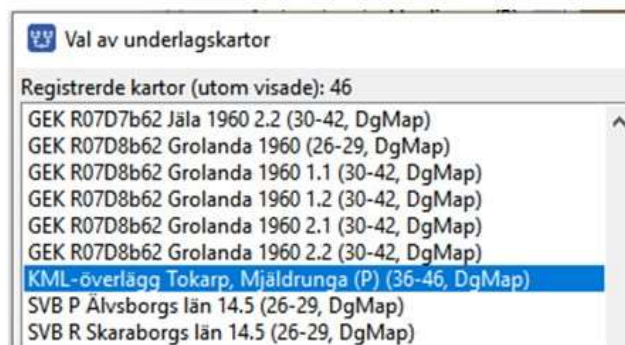 Val av underlagskartor
Registrerde kartor (utom visade): 46
GEK R07D7b62 Jäla 1960 2.2 (30-42, DgMap)
GEK R07D8b62 Grolanda 1960 (26-29, DgMap)
GEK R07D8b62 Grolanda 1960 1.1 (30-42, DgMap)
GEK R07D8b62 Grolanda 1960 1.2 (30-42, DgMap)
GEK R07D8b62 Grolanda 1960 2.1 (30-42, DgMap)
GEK R07D8b62 Grolanda 1960 2.2 (30-42, DgMap)
KML-överlägg Tokarp, Mjäldrunga (P) (36-46, DgMap)
SVB P Älvsborgs län 14.5 (26-29, DgMap)
SVB R Skaraborgs län 14.5 (26-29, DgMap)